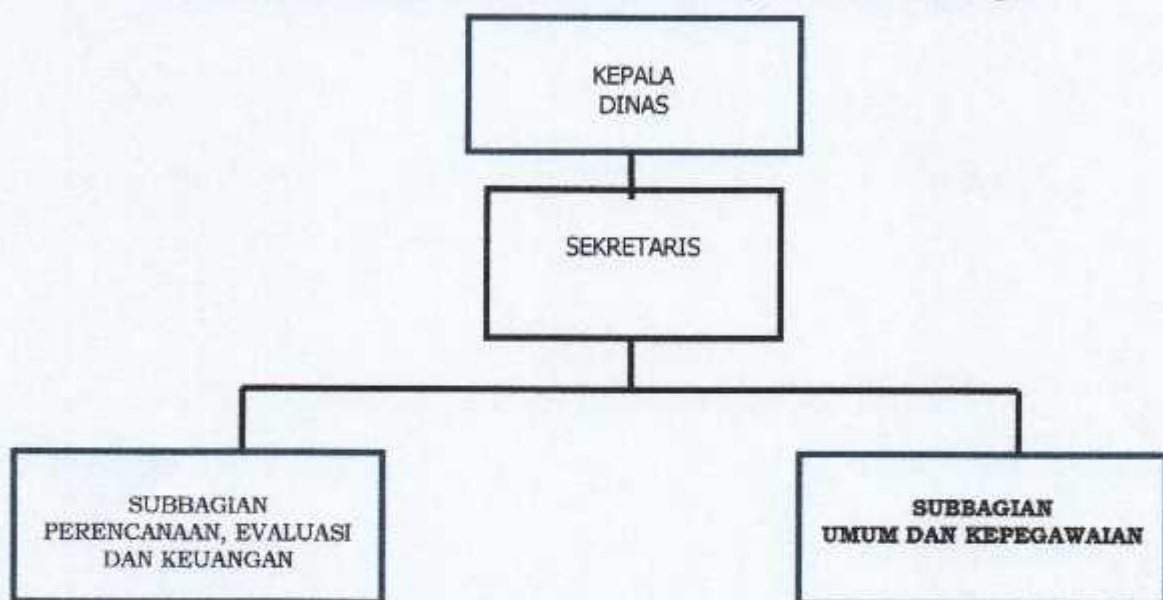 KEPALA
DINAS
SEKRETARIS
SUBBAGIAN
PERENCANAAN, EVALUASI
DAN KEUANGAN
SUBBAGIAN
UMUM DAN KEPEGAWAIAN